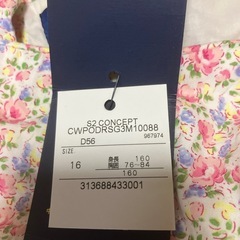 S2 CONCEPT
CWPODRSG3M10088
967974
D56
SIZE
16
身長 160
胸囲 76-84
160
313688433001